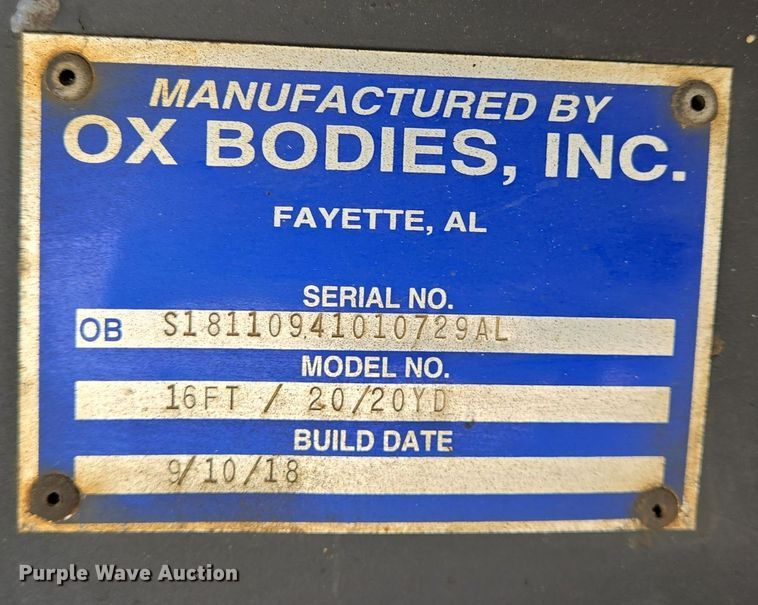 MANUFACTURED BY
OX BODIES, INC.
FAYETTE, AL
SERIAL NO.
OB S18110941010729AL
MODEL NO.
16FT / 20/20YD
BUILD DATE
9/10/18
Purple Wave Auction